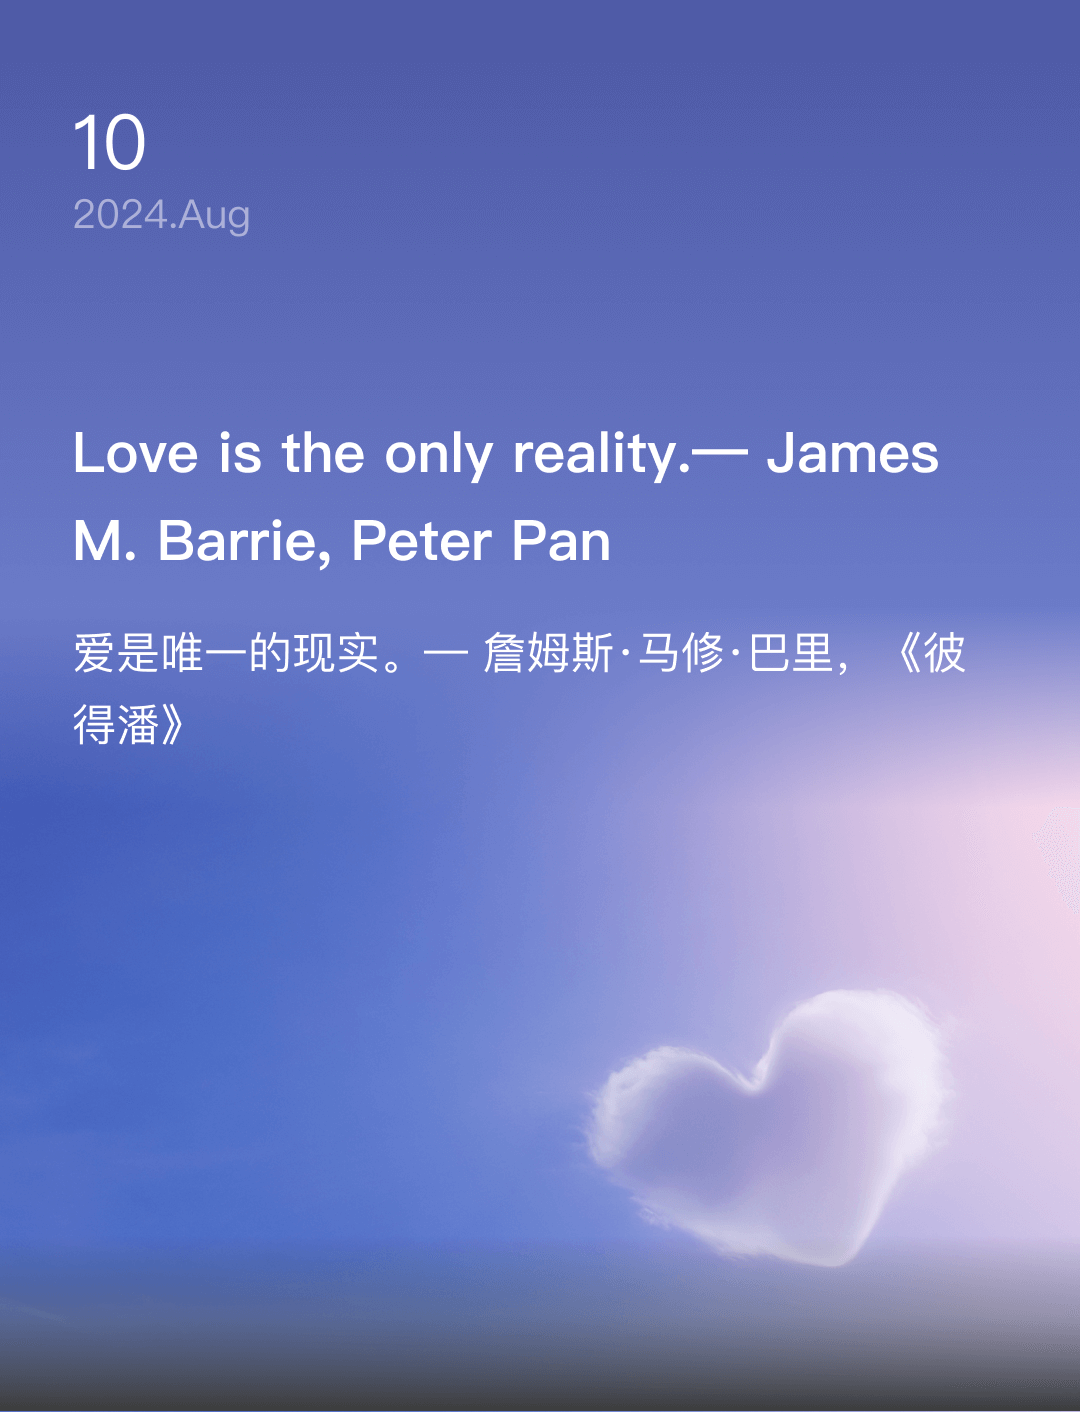 10
2024.Aug
Love is the only reality.— James
M. Barrie, Peter Pan
爱是唯一的现实。— 詹姆斯·马修·巴里，《彼
得潘》